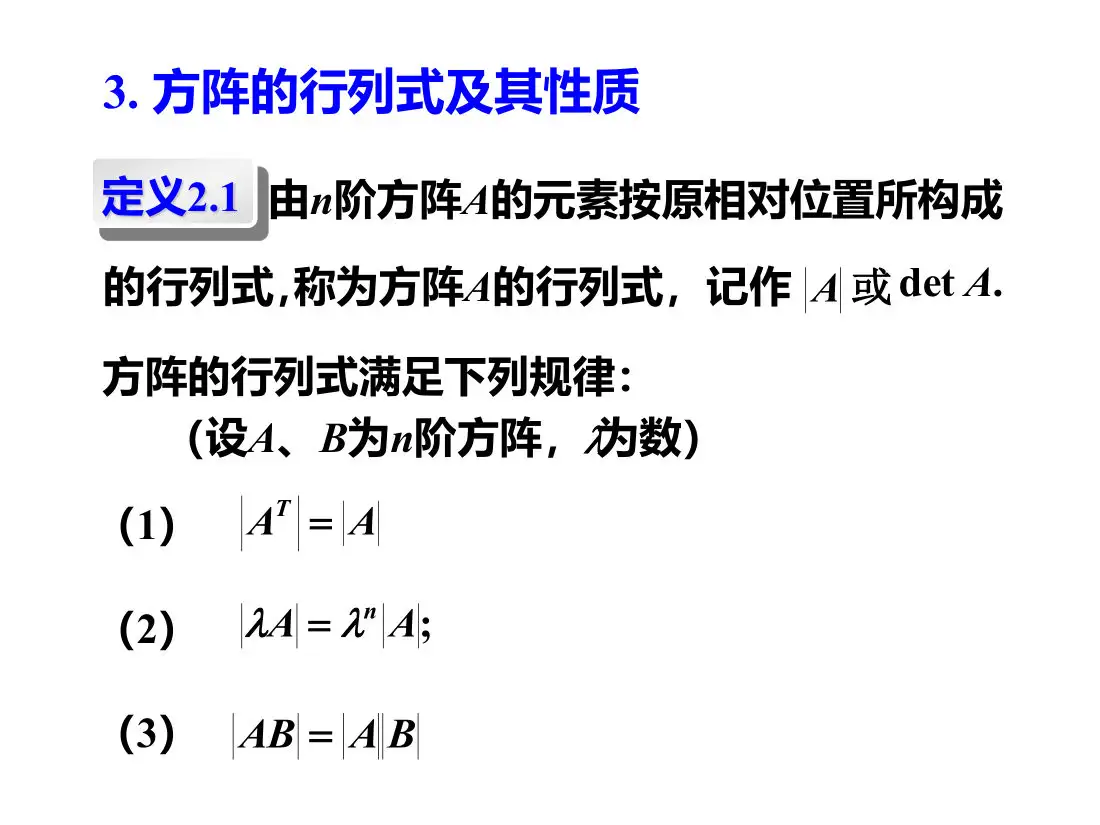 3. 方阵的行列式及其性质
定义2.1 由n阶方阵A的元素按原相对位置所构成
的行列式,称为方阵A的行列式，记作 |A| 或 det A.
方阵的行列式满足下列规律：
（设A、B为n阶方阵，λ为数）
（1） |Aᵀ| = |A|
（2） |λA| = λⁿ|A|;
（3） |AB| = |A||B|